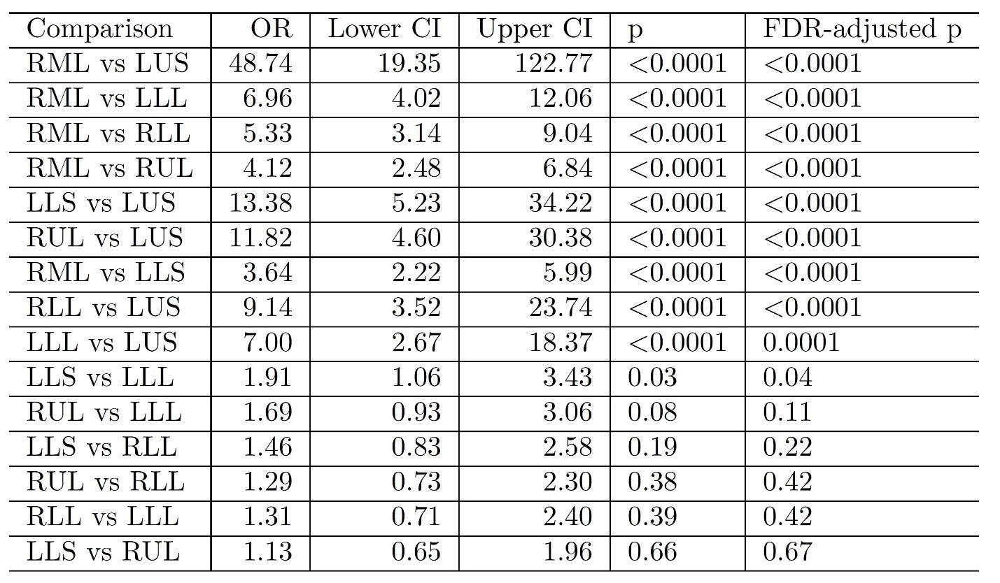 Comparison OR Lower CI Upper CI p FDR-adjusted p
RML vs LUS 48.74 19.35 122.77 <0.0001 <0.0001
RML vs LLL 6.96 4.02 12.06 <0.0001 <0.0001
RML vs RLL 5.33 3.14 9.04 <0.0001 <0.0001
RML vs RUL 4.12 2.48 6.84 <0.0001 <0.0001
LLS vs LUS 13.38 5.23 34.22 <0.0001 <0.0001
RUL vs LUS 11.82 4.60 30.38 <0.0001 <0.0001
RML vs LLS 3.64 2.22 5.99 <0.0001 <0.0001
RLL vs LUS 9.14 3.52 23.74 <0.0001 <0.0001
LLL vs LUS 7.00 2.67 18.37 <0.0001 0.0001
LLS vs LLL 1.91 1.06 3.43 0.03 0.04
RUL vs LLL 1.69 0.93 3.06 0.08 0.11
LLS vs RLL 1.46 0.83 2.58 0.19 0.22
RUL vs RLL 1.29 0.73 2.30 0.38 0.42
RLL vs LLL 1.31 0.71 2.40 0.39 0.42
LLS vs RUL 1.13 0.65 1.96 0.66 0.67